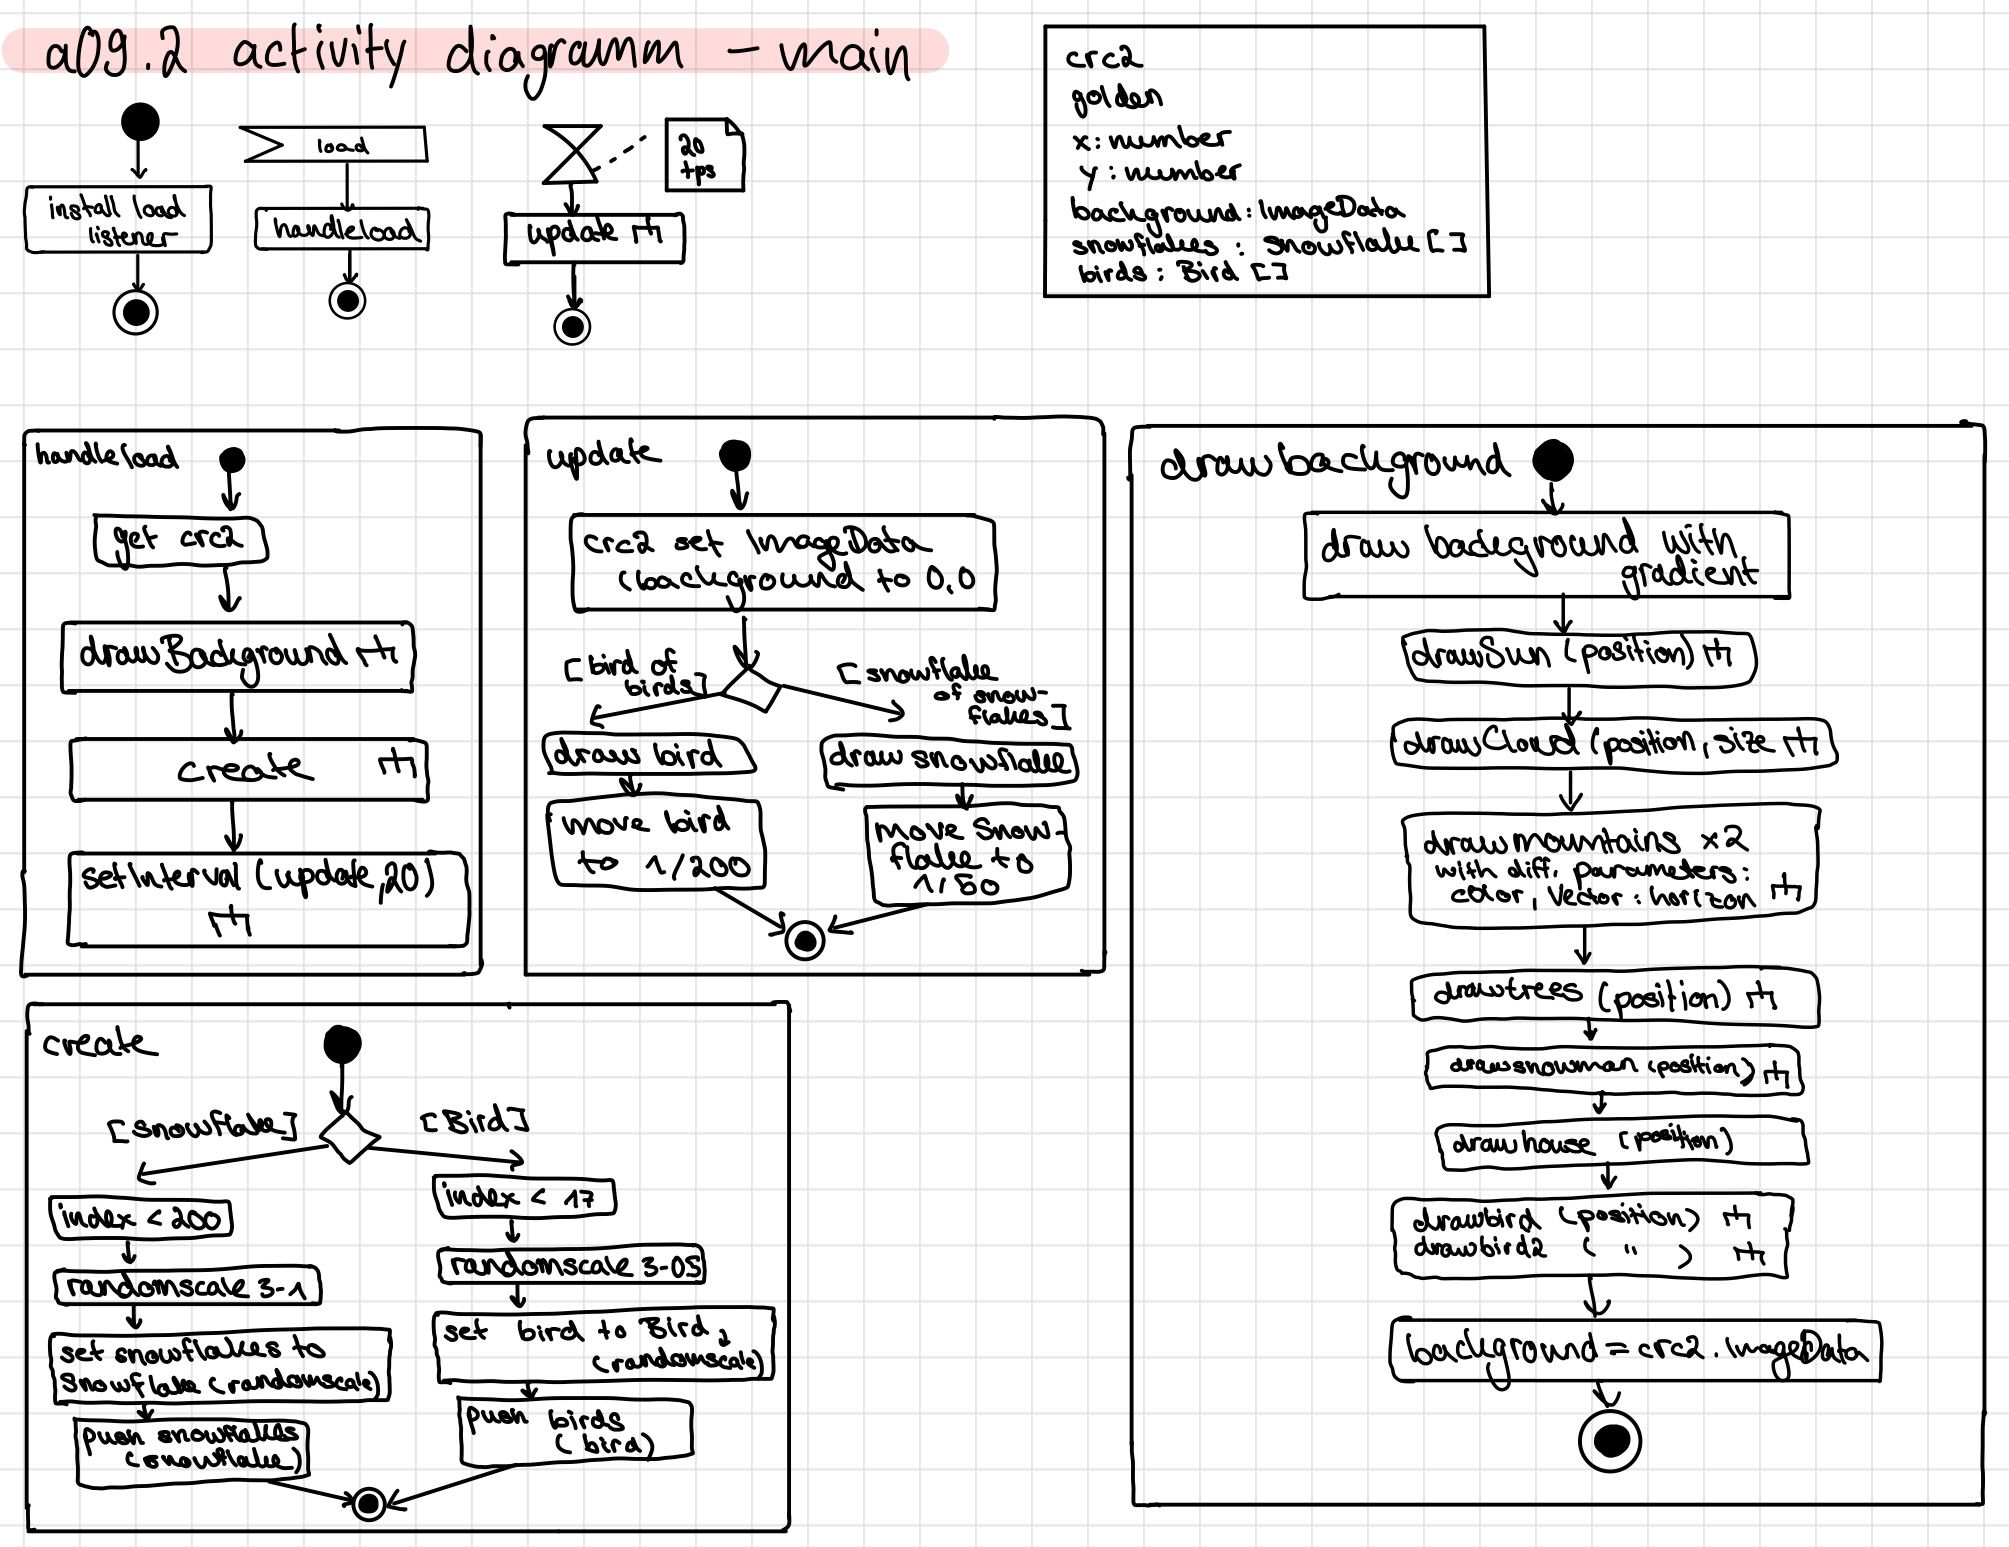 a09.2 activity diagramm - main
install load
listener
load
handleload
update
20
tps
crc2
golden
x: number
y: number
background: ImageData
snowflakes: Snowflake []
birds: Bird []
handleload
get crc2
drawBackground
create
setInterval (update,20)
update
crc2 set ImageData
(background to 0,0
[bird of
birds]
[snowflake
of snow-
flakes]
draw bird
draw snowflake
move bird
to 1/200
move snow-
flake to
1/50
drawbackground
draw background with
gradient
drawSun (position)
drawCloud (position, size
drawmountains x2
with diff. parameters:
color, Vector: horizon
drawtrees (position)
drawsnowman (position)
drawhouse (position)
drawbird (position)
drawbird2 ( " )
background = crc2.ImageData
create
[snowflake]
[Bird]
index < 200
randomscale 3-1
set snowflakes to
Snowflake (randomscale)
push snowflakes
(snowflake)
index < 17
randomscale 3-05
set bird to Bird
(randomscale)
push birds
(bird)